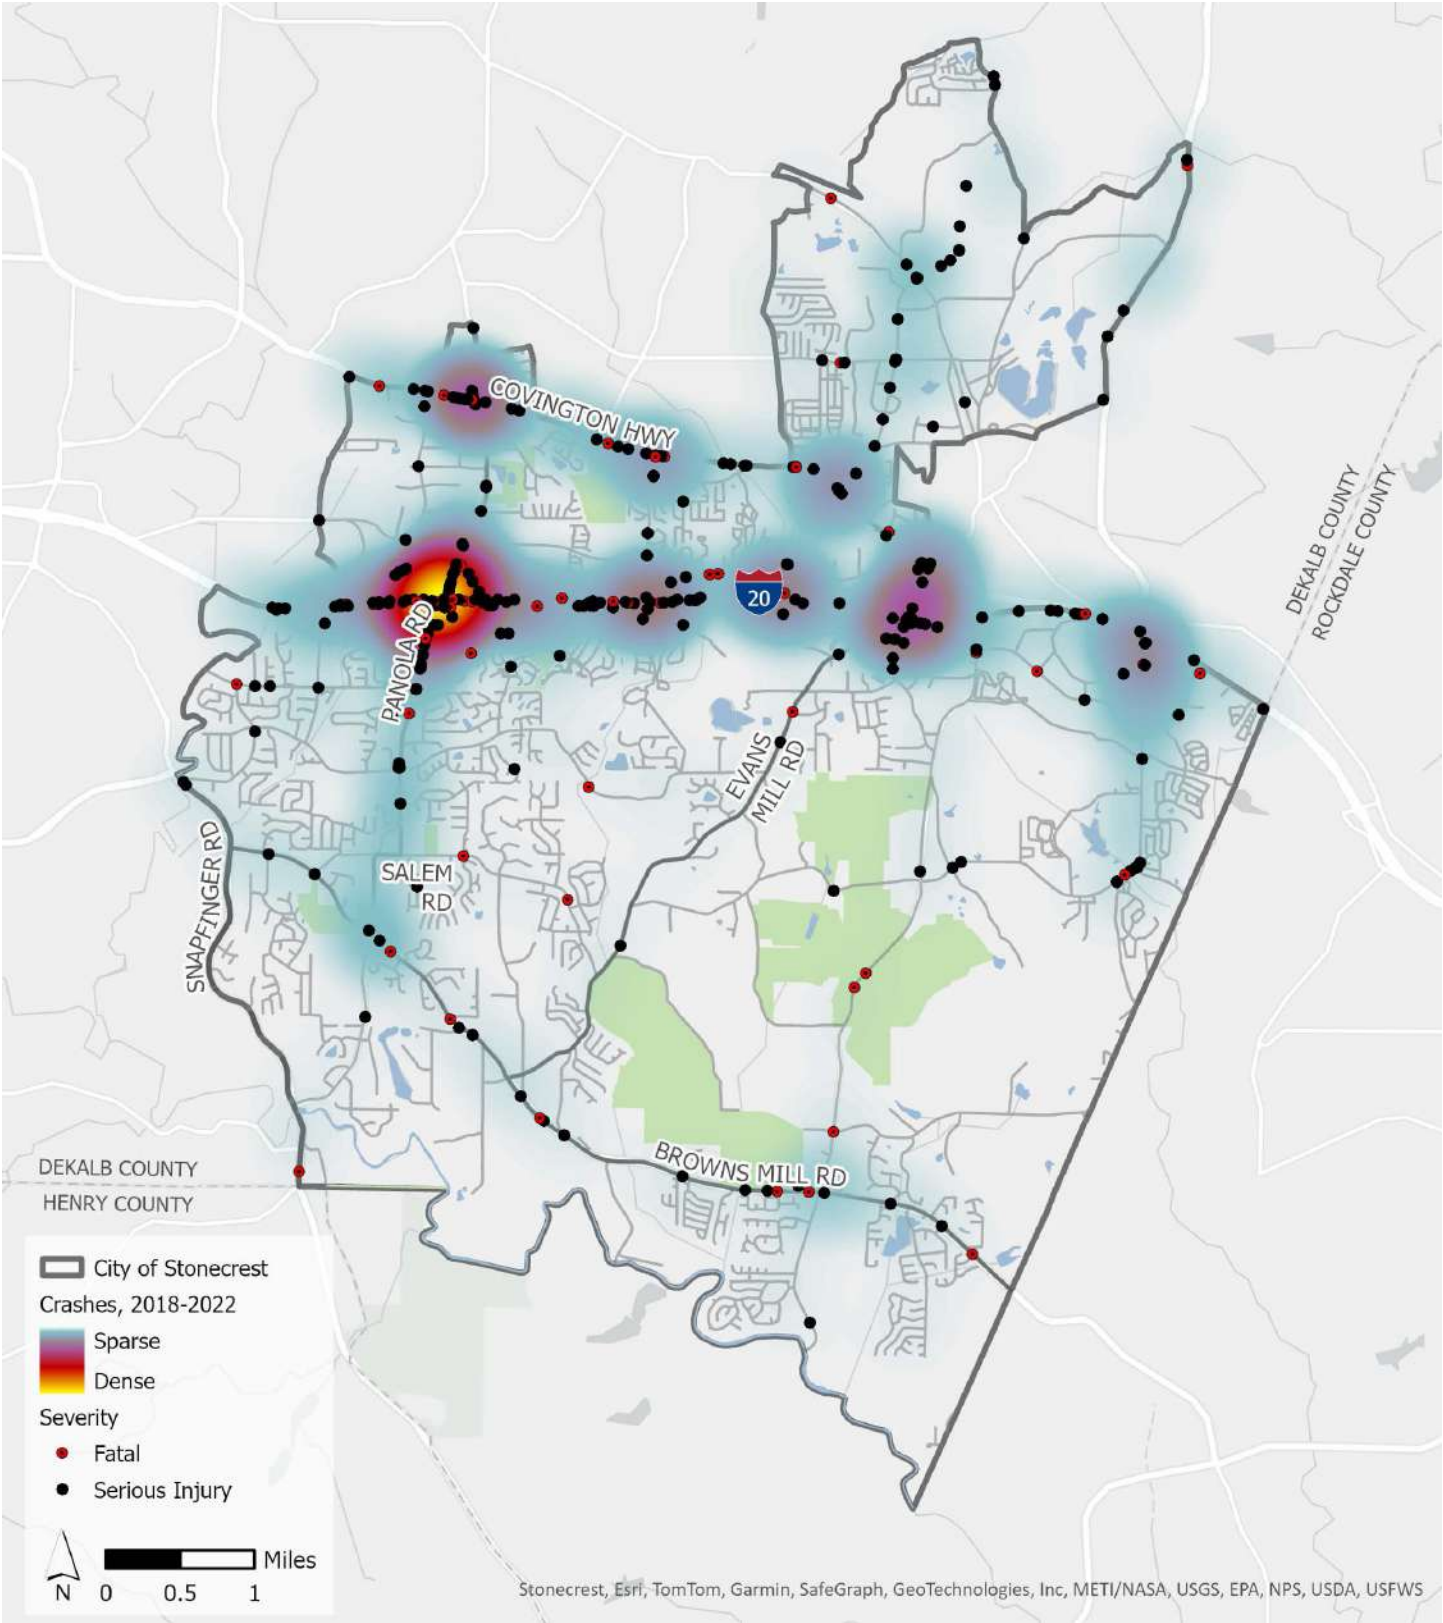 COVINGTON HWY
DEKALB COUNTY
ROCKDALE COUNTY
20
PANOLA RD
EVANS
MILL RD
SNAPFINGER RD
SALEM
RD
BROWNS MILL RD
DEKALB COUNTY
HENRY COUNTY
City of Stonecrest
Crashes, 2018-2022
Sparse
Dense
Severity
Fatal
Serious Injury
N
Miles
0 0.5 1
Stonecrest, Esri, TomTom, Garmin, SafeGraph, GeoTechnologies, Inc, METI/NASA, USGS, EPA, NPS, USDA, USFWS